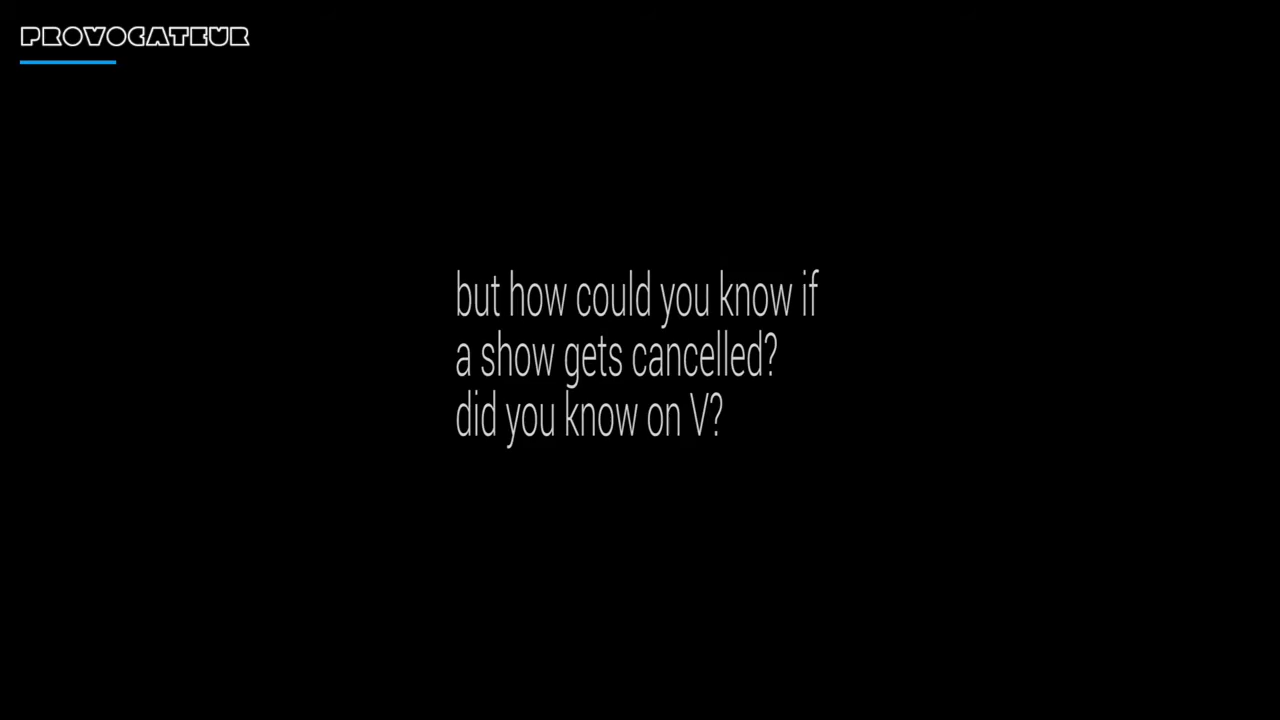 PROVOCATEUR
but how could you know if
a show gets cancelled?
did you know on V?